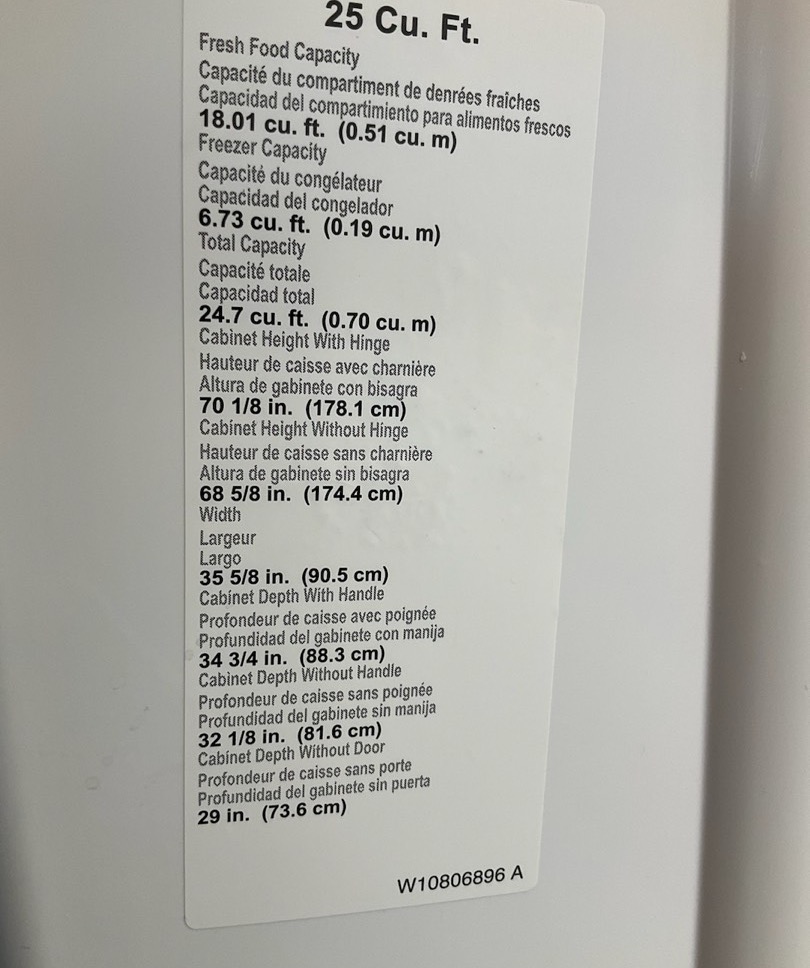 25 Cu. Ft.
Fresh Food Capacity
Capacité du compartiment de denrées fraîches
Capacidad del compartimiento para alimentos frescos
18.01 cu. ft. (0.51 cu. m)
Freezer Capacity
Capacité du congélateur
Capacidad del congelador
6.73 cu. ft. (0.19 cu. m)
Total Capacity
Capacité totale
Capacidad total
24.7 cu. ft. (0.70 cu. m)
Cabinet Height With Hinge
Hauteur de caisse avec charnière
Altura de gabinete con bisagra
70 1/8 in. (178.1 cm)
Cabinet Height Without Hinge
Hauteur de caisse sans charnière
Altura de gabinete sin bisagra
68 5/8 in. (174.4 cm)
Width
Largeur
Largo
35 5/8 in. (90.5 cm)
Cabinet Depth With Handle
Profondeur de caisse avec poignée
Profundidad del gabinete con manija
34 3/4 in. (88.3 cm)
Cabinet Depth Without Handle
Profondeur de caisse sans poignée
Profundidad del gabinete sin manija
32 1/8 in. (81.6 cm)
Cabinet Depth Without Door
Profondeur de caisse sans porte
Profundidad del gabinete sin puerta
29 in. (73.6 cm)
W10806896 A